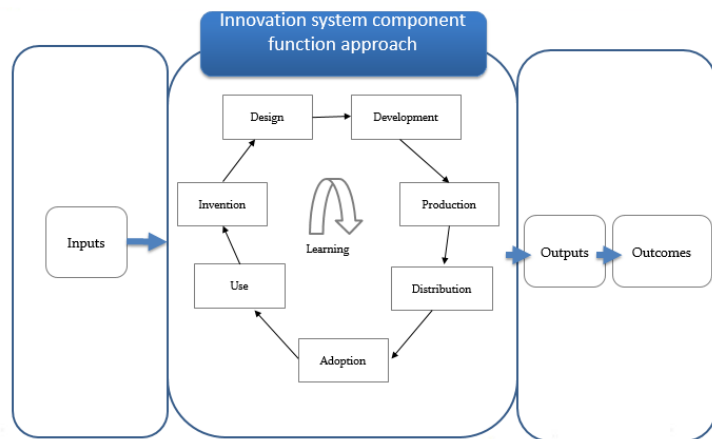 Innovation system component
function approach
Design
Development
Invention
Production
Inputs
Learning
Outputs
Outcomes
Use
Distribution
Adoption